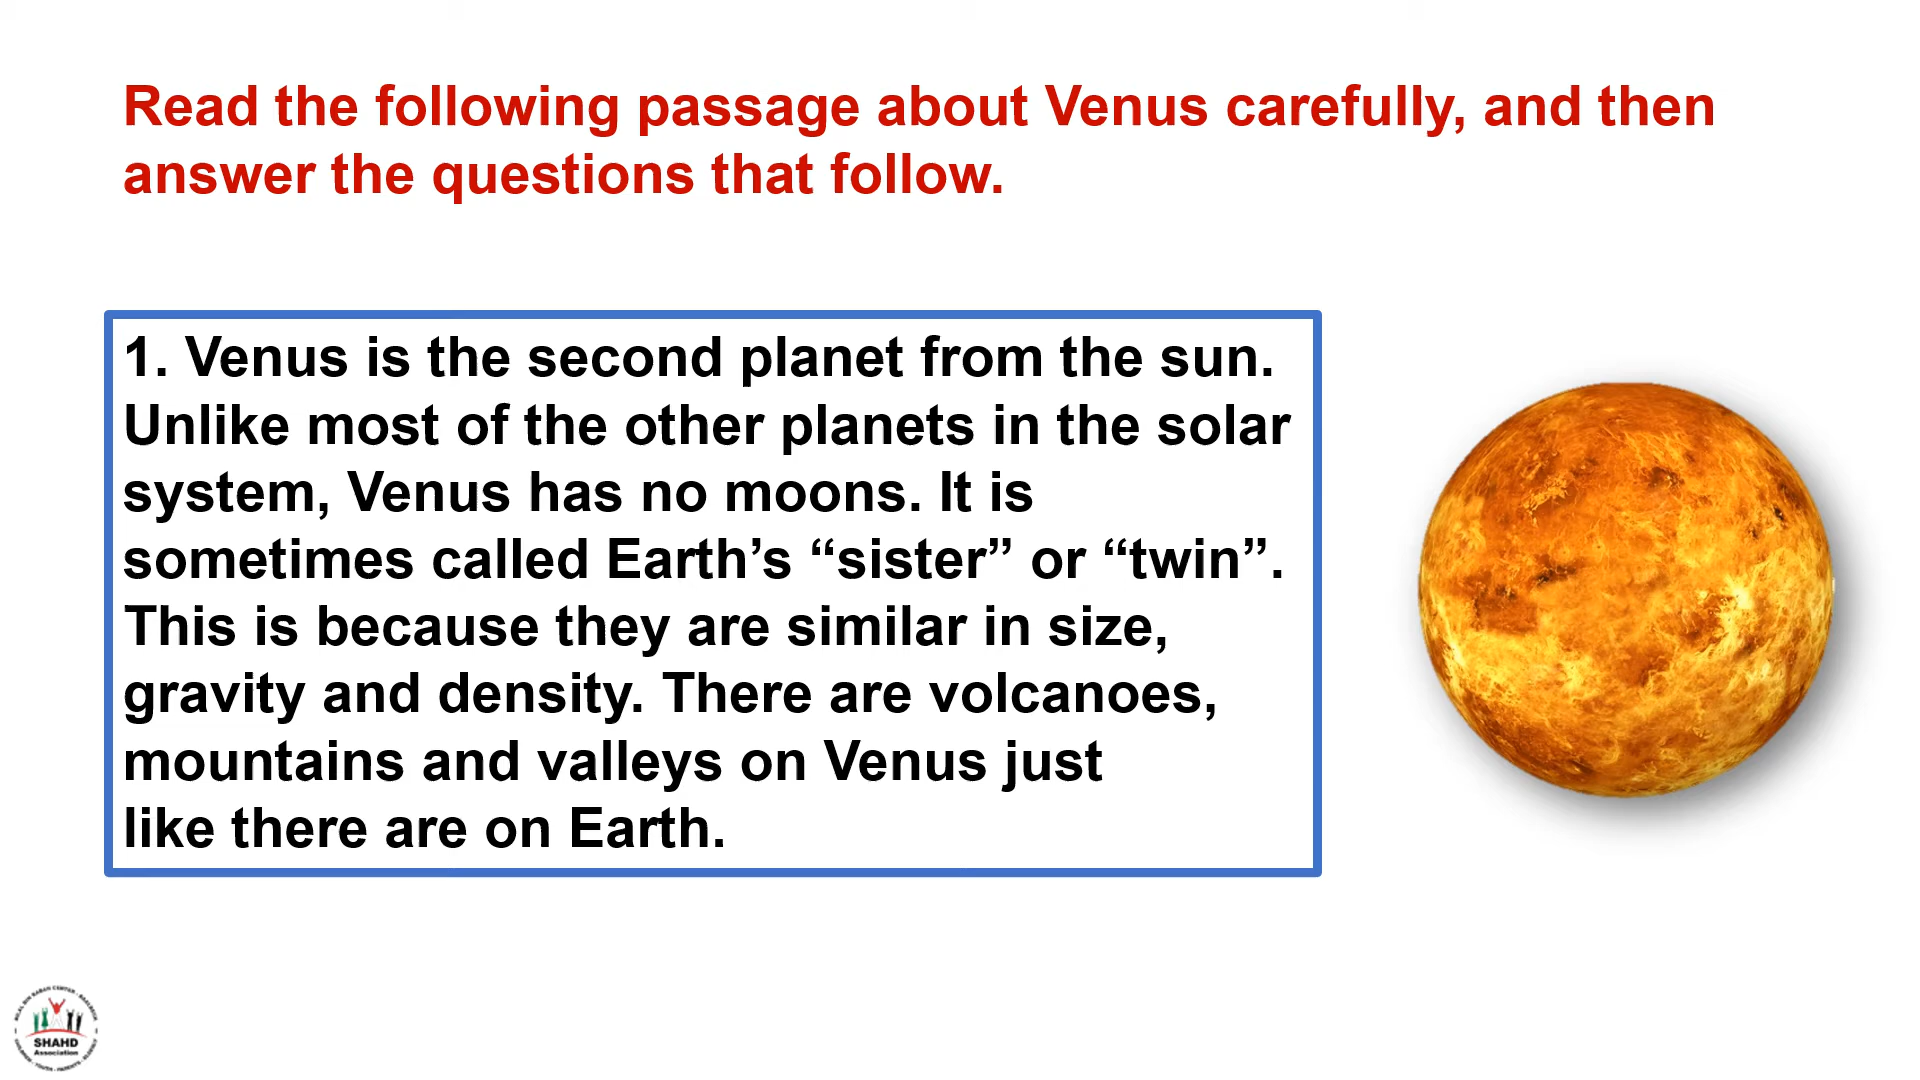 Read the following passage about Venus carefully, and then
answer the questions that follow.
1. Venus is the second planet from the sun.
Unlike most of the other planets in the solar
system, Venus has no moons. It is
sometimes called Earth’s “sister” or “twin”.
This is because they are similar in size,
gravity and density. There are volcanoes,
mountains and valleys on Venus just
like there are on Earth.
SHAHD
Association